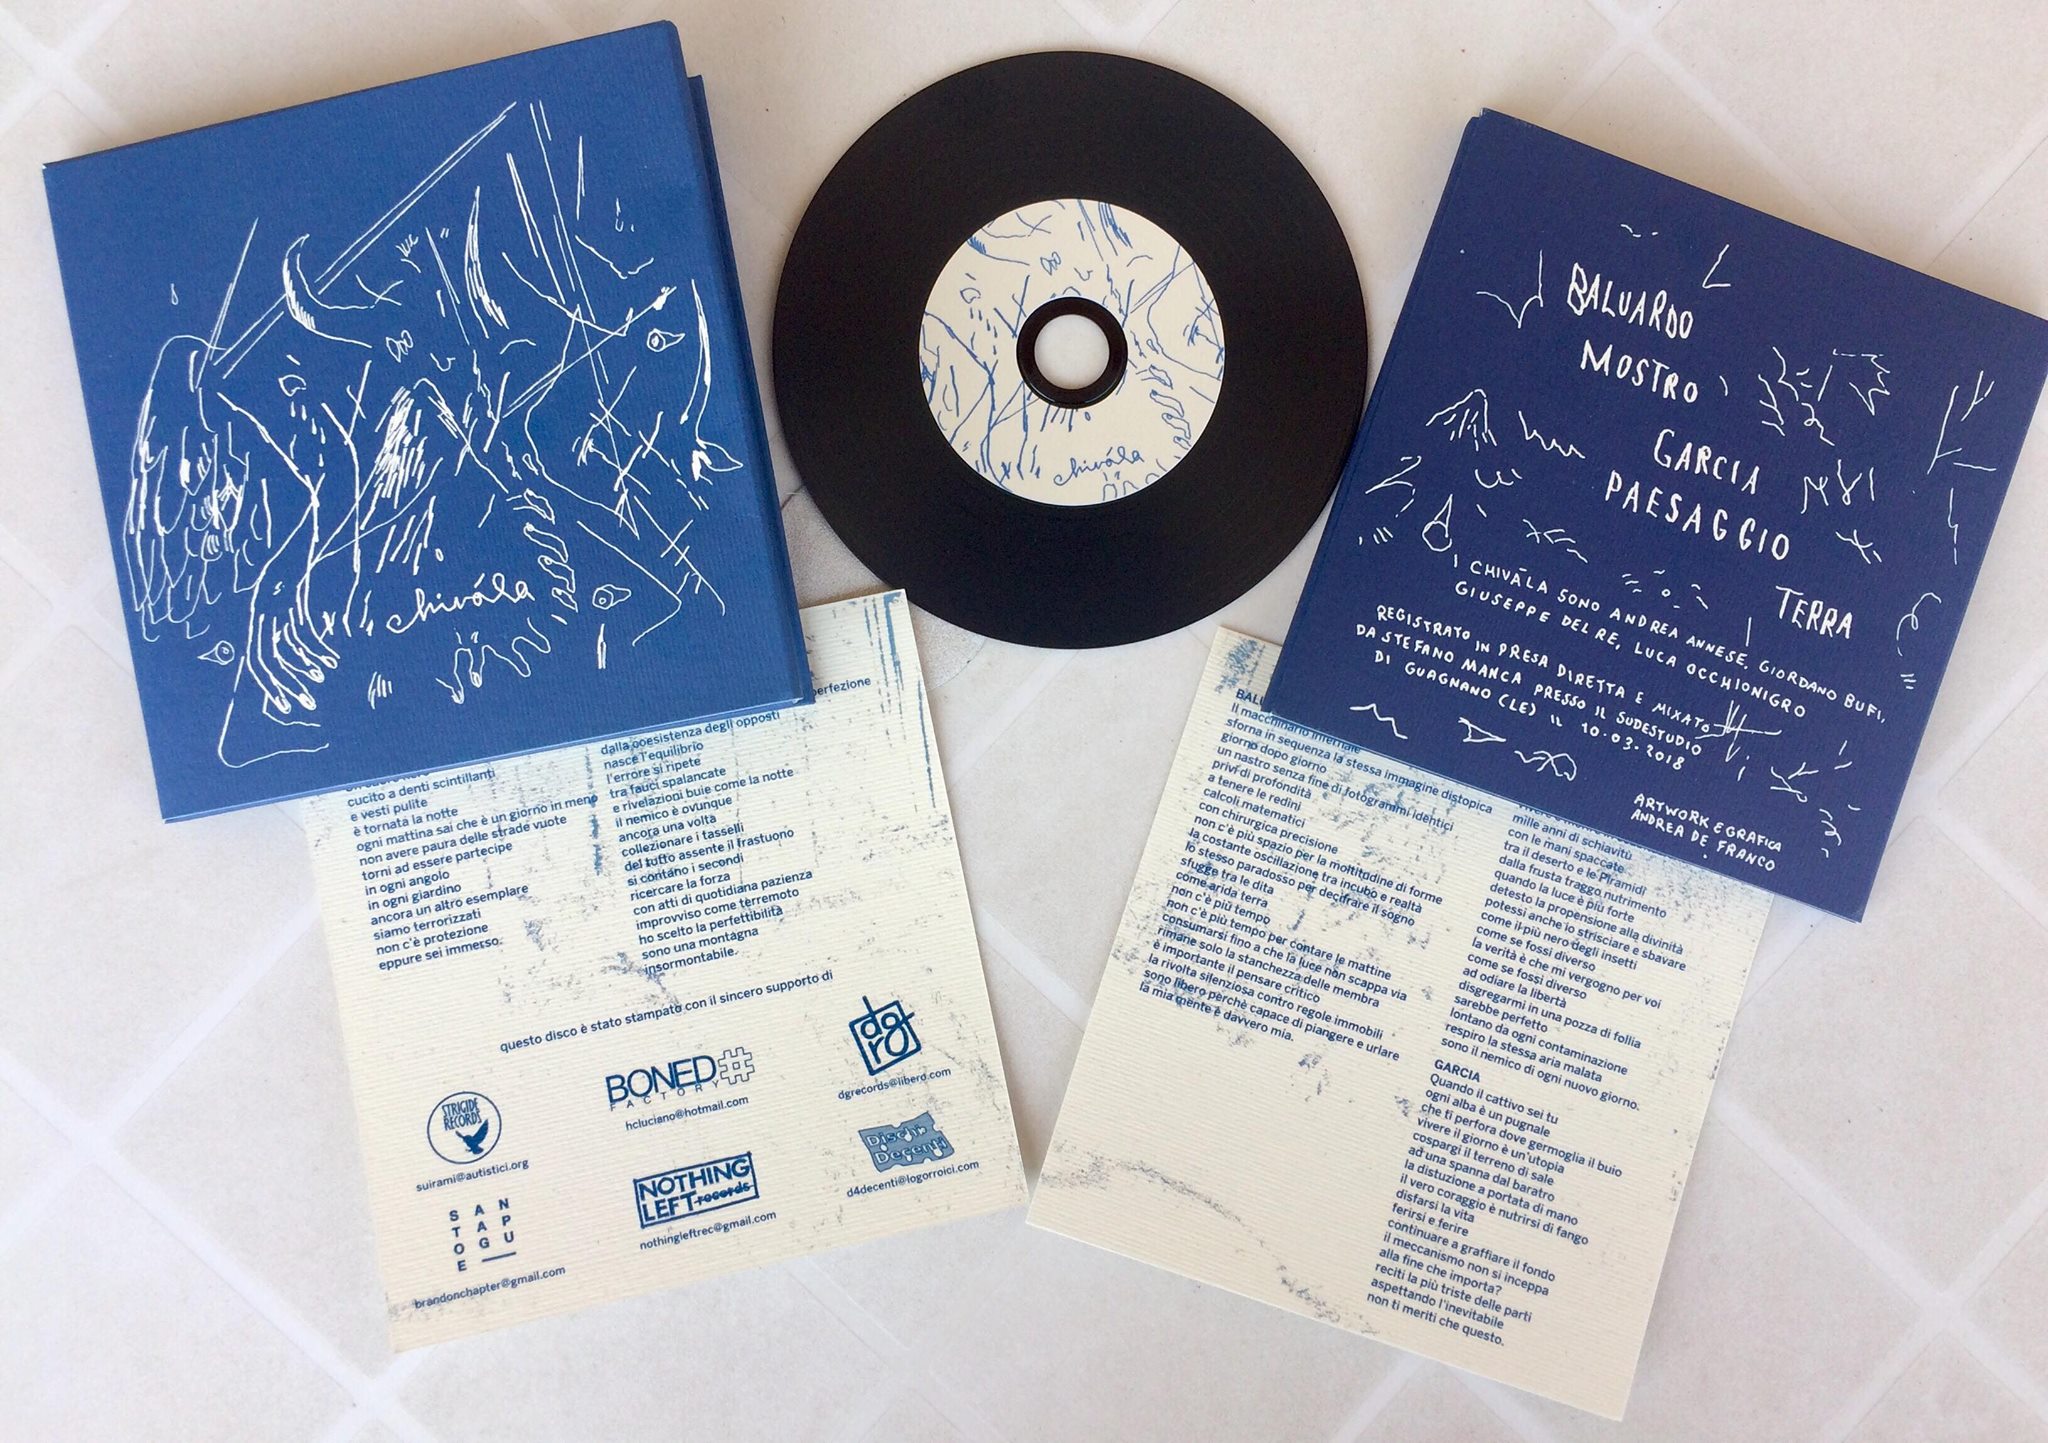 chivála
chivála
BALUARDO
MOSTRO
GARCIA
PAESAGGIO
TERRA
I CHIVÁLA SONO ANDREA ANNESE, GIORDANO BUFI,
GIUSEPPE DEL RE, LUCA OCCHIONIGRO
REGISTRATO IN PRESA DIRETTA E MIXATO
DA STEFANO MANCA PRESSO IL SUDESTUDIO
DI GUAGNANO (LE) IL 10.03.2018
ARTWORK E GRAFICA
ANDREA DE FRANCO
cucito a denti scintillanti
e vesti pulite
è tornata la notte
ogni mattina sai che è un giorno in meno
non avere paura delle strade vuote
torni ad essere partecipe
in ogni angolo
in ogni giardino
ancora un altro esemplare
siamo terrorizzati
non c'è protezione
eppure sei immerso.
perfezione
dalla coesistenza degli opposti
nasce l'equilibrio
l'errore si ripete
tra fauci spalancate
e rivelazioni buie come la notte
il nemico è ovunque
ancora una volta
collezionare i tasselli
del tutto assente il frastuono
si contano i secondi
ricercare la forza
con atti di quotidiana pazienza
improvviso come terremoto
ho scelto la perfettibilità
sono una montagna
insormontabile.
questo disco è stato stampato con il sincero supporto di
STRIGIDE
RECORDS
suirami@autistici.org
BONED#
FACTORY
hcluciano@hotmail.com
dgrecords@libero.com
SANTANAGPUOE
brandonchapter@gmail.com
NOTHING
LEFT records
nothingleftrec@gmail.com
Dischi
Decenti
d4decenti@logorroici.com
BALU
Il macchinario infernale
sforna in sequenza la stessa immagine distopica
giorno dopo giorno
un nastro senza fine di fotogrammi identici
privi di profondità
a tenere le redini
calcoli matematici
con chirurgica precisione
non c'è più spazio per la moltitudine di forme
la costante oscillazione tra incubo e realtà
lo stesso paradosso per decifrare il sogno
sfugge tra le dita
come arida terra
non c'è più tempo
non c'è più tempo per contare le mattine
consumarsi fino a che la luce non scappa via
rimane solo la stanchezza delle membra
è importante il pensare critico
la rivolta silenziosa contro regole immobili
sono libero perchè capace di piangere e urlare
la mia mente è davvero mia.
mille anni di schiavitù
con le mani spaccate
tra il deserto e le Piramidi
dalla frusta traggo nutrimento
quando la luce è più forte
detesto la propensione alla divinità
potessi anche io strisciare e sbavare
come il più nero degli insetti
come se fossi diverso
la verità è che mi vergogno per voi
come se fossi diverso
ad odiare la libertà
disgregarmi in una pozza di follia
sarebbe perfetto
lontano da ogni contaminazione
respiro la stessa aria malata
sono il nemico di ogni nuovo giorno.
GARCIA
Quando il cattivo sei tu
ogni alba è un pugnale
che ti perfora dove germoglia il buio
vivere il giorno è un'utopia
cospargi il terreno di sale
ad una spanna dal baratro
la distuzione a portata di mano
il vero coraggio è nutrirsi di fango
disfarsi la vita
ferirsi e ferire
continuare a graffiare il fondo
il meccanismo non si inceppa
alla fine che importa?
reciti la più triste delle parti
aspettando l'inevitabile
non ti meriti che questo.